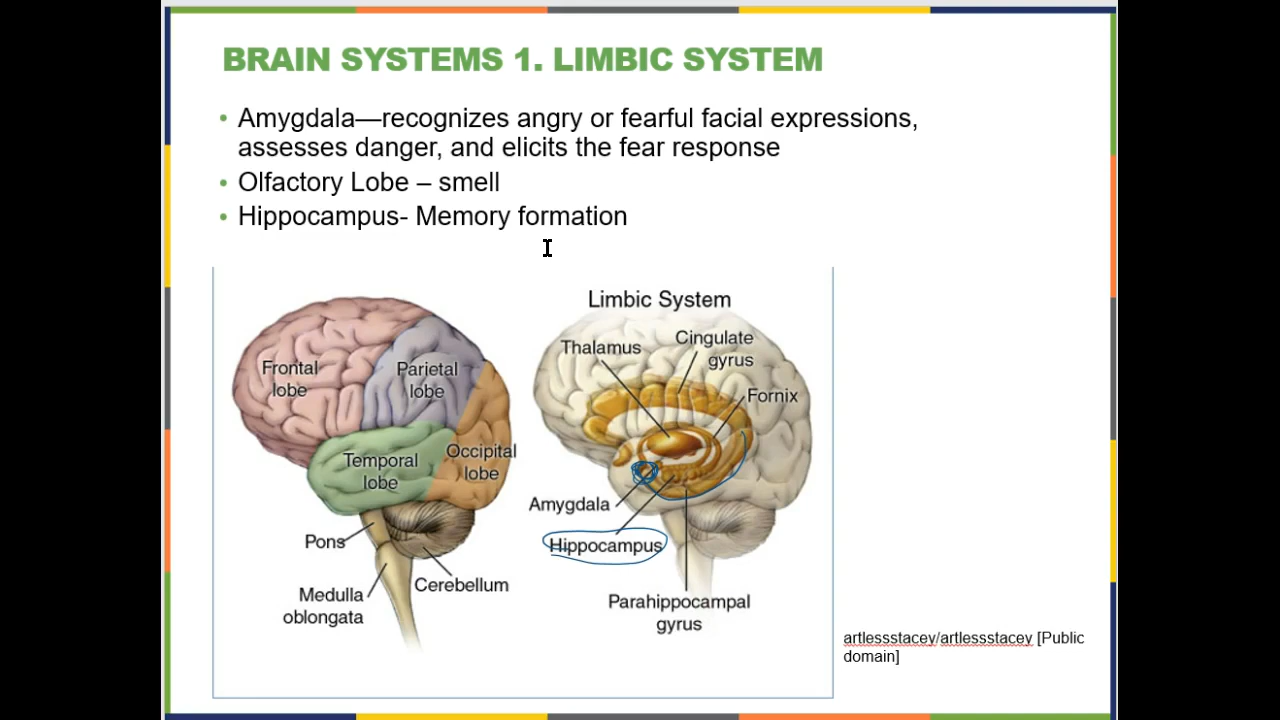 BRAIN SYSTEMS 1. LIMBIC SYSTEM
• Amygdala—recognizes angry or fearful facial expressions,
assesses danger, and elicits the fear response
• Olfactory Lobe – smell
• Hippocampus- Memory formation
Frontal
lobe
Parietal
lobe
Temporal
lobe
Occipital
lobe
Pons
Medulla
oblongata
Cerebellum
Limbic System
Thalamus
Cingulate
gyrus
Fornix
Amygdala
Hippocampus
Parahippocampal
gyrus
artlessstacey/artlessstacey [Public
domain]